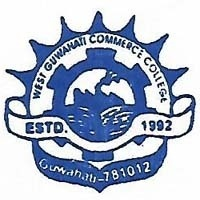 WEST GUWAHATI COMMERCE COLLEGE
ESTD. 1992
Guwahati-781012